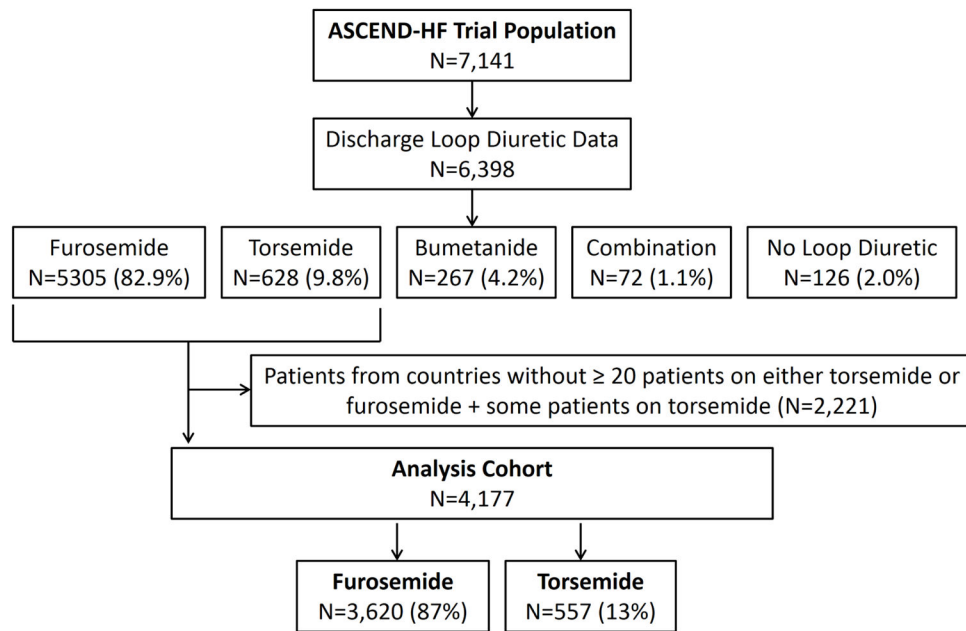 ASCEND-HF Trial Population
N=7,141
Discharge Loop Diuretic Data
N=6,398
Furosemide
N=5305 (82.9%)
Torsemide
N=628 (9.8%)
Bumetanide
N=267 (4.2%)
Combination
N=72 (1.1%)
No Loop Diuretic
N=126 (2.0%)
Patients from countries without ≥ 20 patients on either torsemide or
furosemide + some patients on torsemide (N=2,221)
Analysis Cohort
N=4,177
Furosemide
N=3,620 (87%)
Torsemide
N=557 (13%)